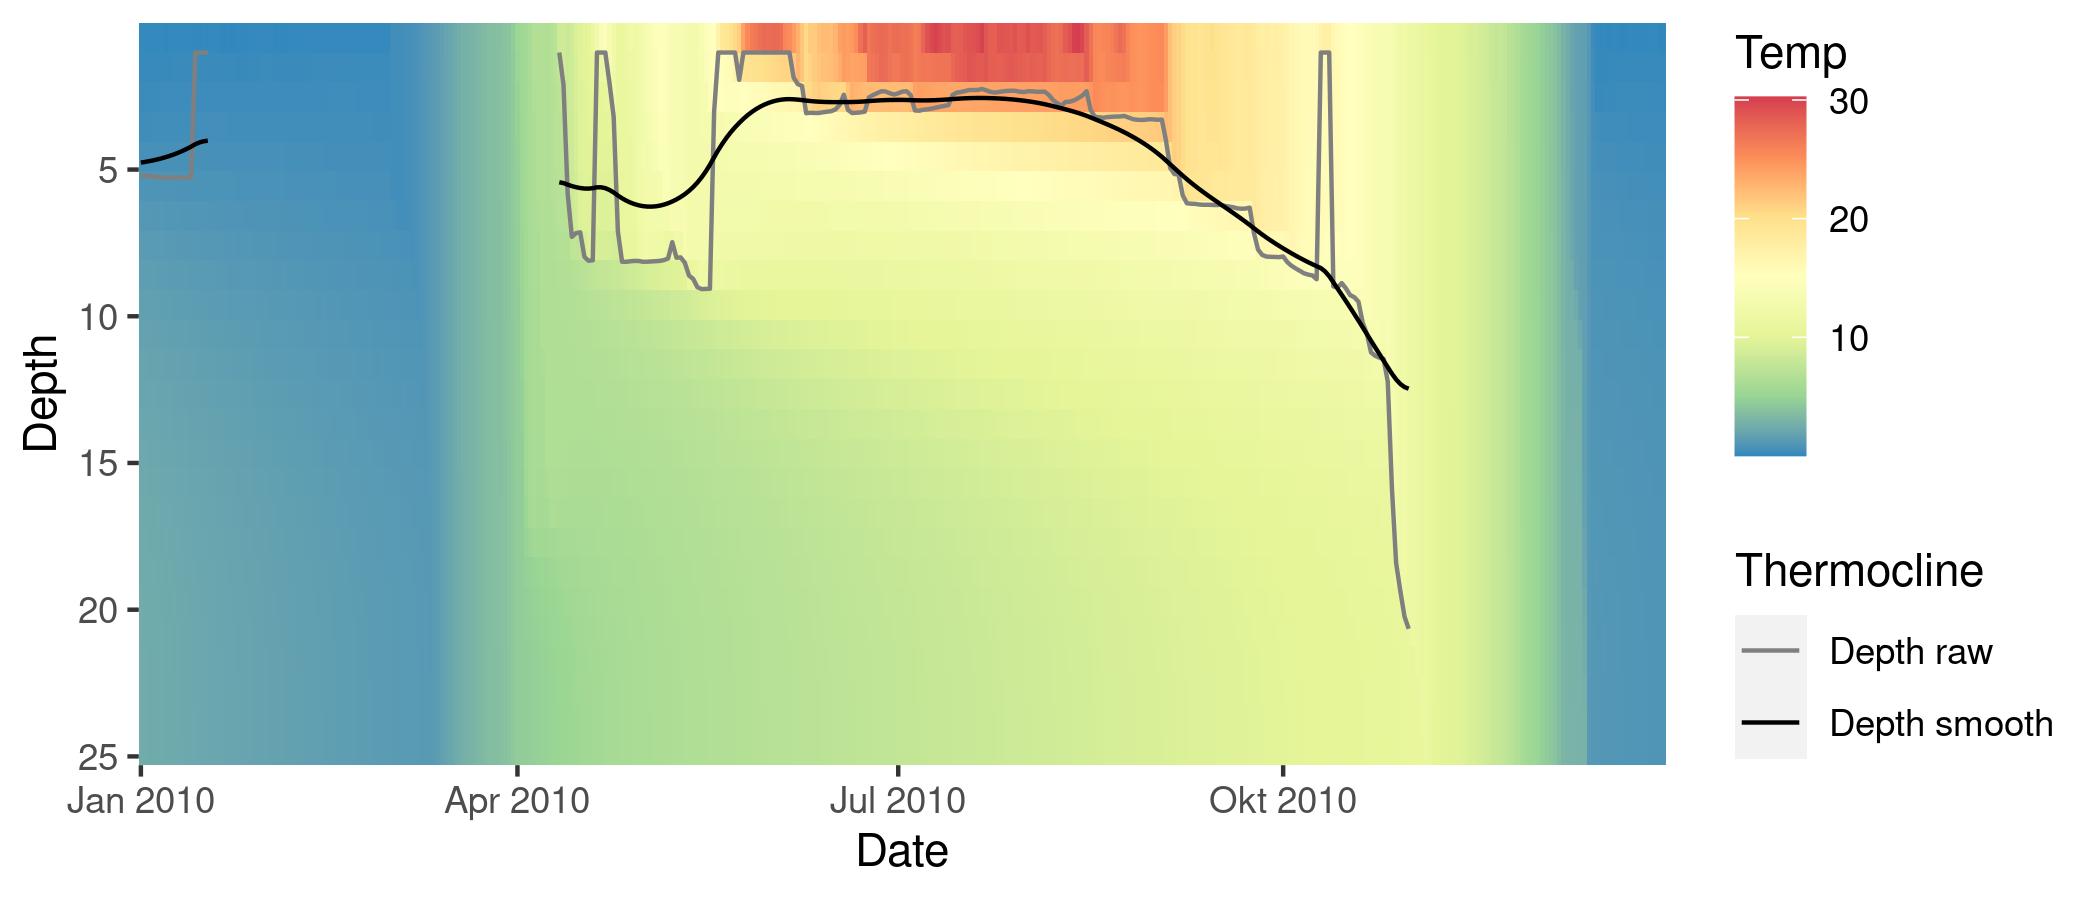 Temp
30
20
10
Thermocline
Depth raw
Depth smooth
Depth
5
10
15
20
25
Jan 2010
Apr 2010
Jul 2010
Okt 2010
Date